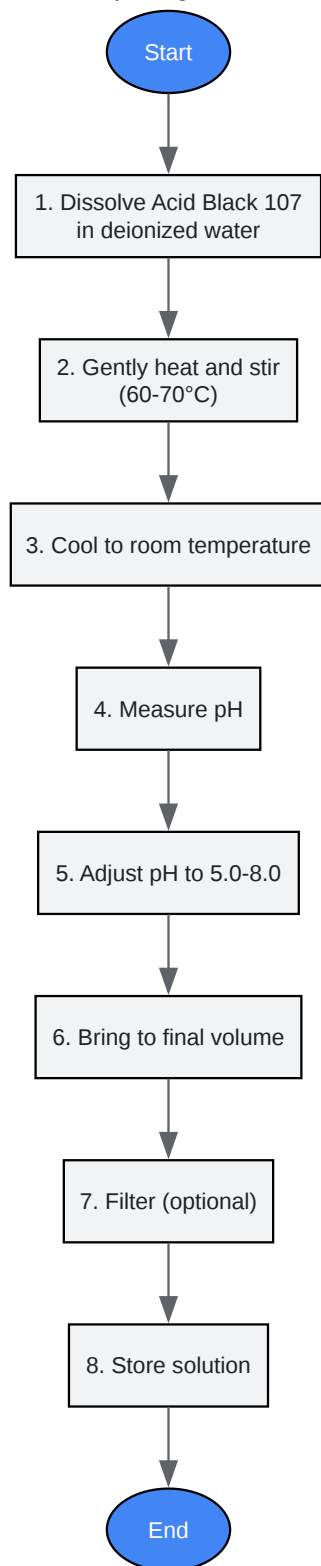 Start
1. Dissolve Acid Black 107
in deionized water
2. Gently heat and stir
(60-70°C)
3. Cool to room temperature
4. Measure pH
5. Adjust pH to 5.0-8.0
6. Bring to final volume
7. Filter (optional)
8. Store solution
End